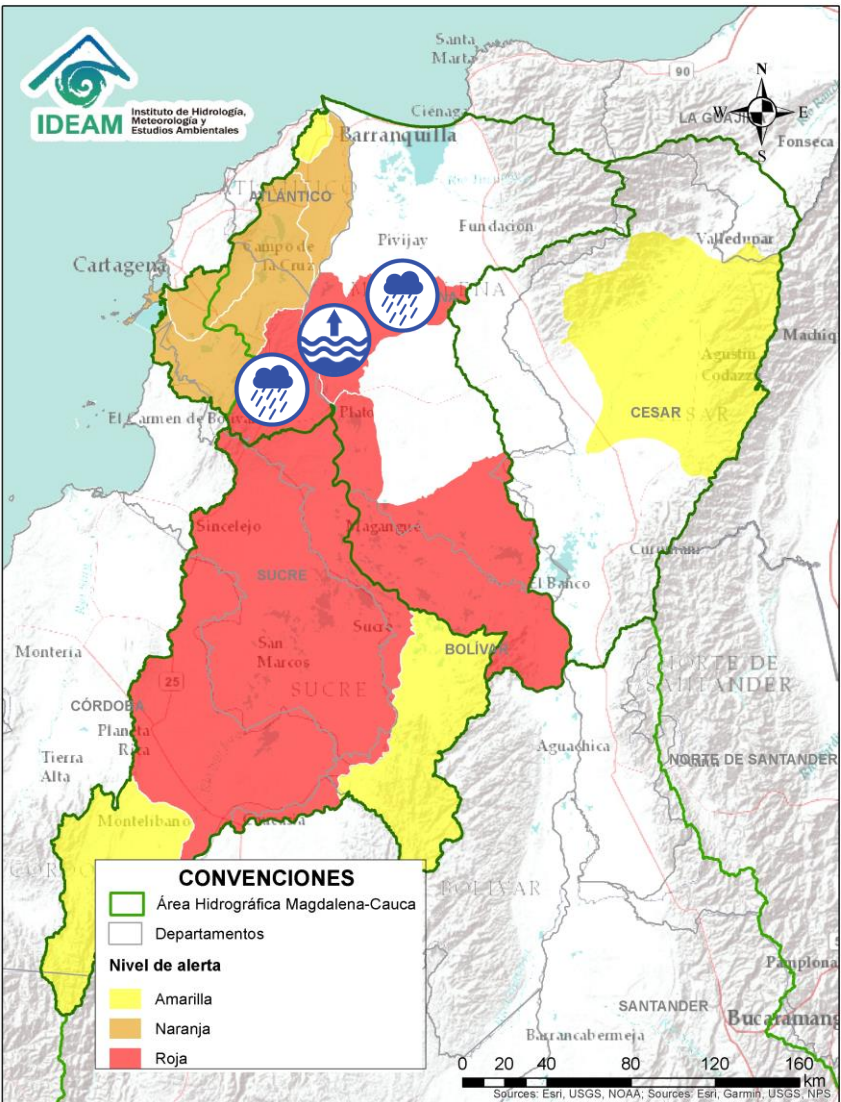 IDEAM
Instituto de Hidrología,
Meteorología y
Estudios Ambientales
Santa
Marta
90
N
W
E
S
LA GUAJIRA
Ciénaga
Barranquilla
Fonseca
ATLÁNTICO
Fundación
Pivijay
Valledupar
Campo de
la Cruz
Cartagena
Agustín
Codazzi
CESAR
Plato
El Carmen de
Sincelejo
Magangué
SUCRE
El Banco
Sucre
BOLÍVAR
Montería
San
Marcos
SUCRE
25
NORTE DE
SANTANDER
CÓRDOBA
Planeta
Rica
Tierra
Alta
Aguachica
NORTE DE SANTANDER
Montelíbano
BOLÍVAR
CONVENCIONES
Área Hidrográfica Magdalena-Cauca
Departamentos
Nivel de alerta
Amarilla
Naranja
Roja
Pamplona
SANTANDER
Bucaramang
Barrancabermeja
0 20 40 80 120 160
km
Sources: Esri, USGS, NOAA; Sources: Esri, Garmin, USGS, NPS